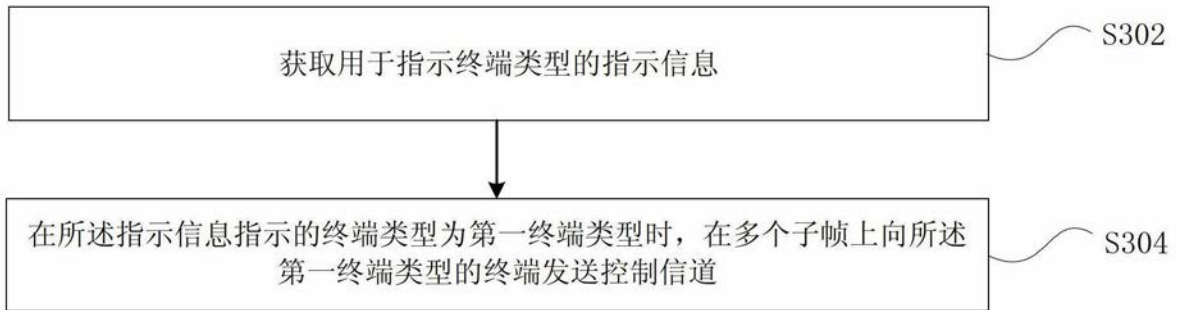 获取用于指示终端类型的指示信息
S302
在所述指示信息指示的终端类型为第一终端类型时，在多个子帧上向所述
第一终端类型的终端发送控制信道
S304